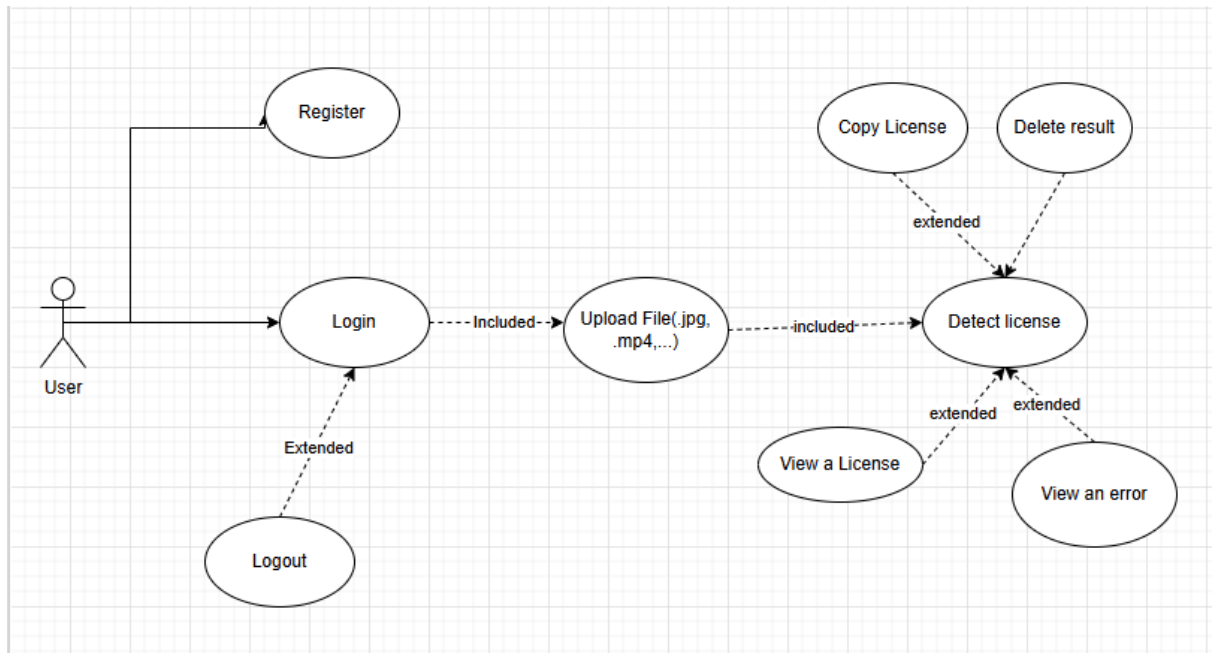 Register
Copy License
Delete result
extended
Login
Included
Upload File(.jpg,
.mp4,...)
included
Detect license
User
Extended
extended
extended
View a License
View an error
Logout